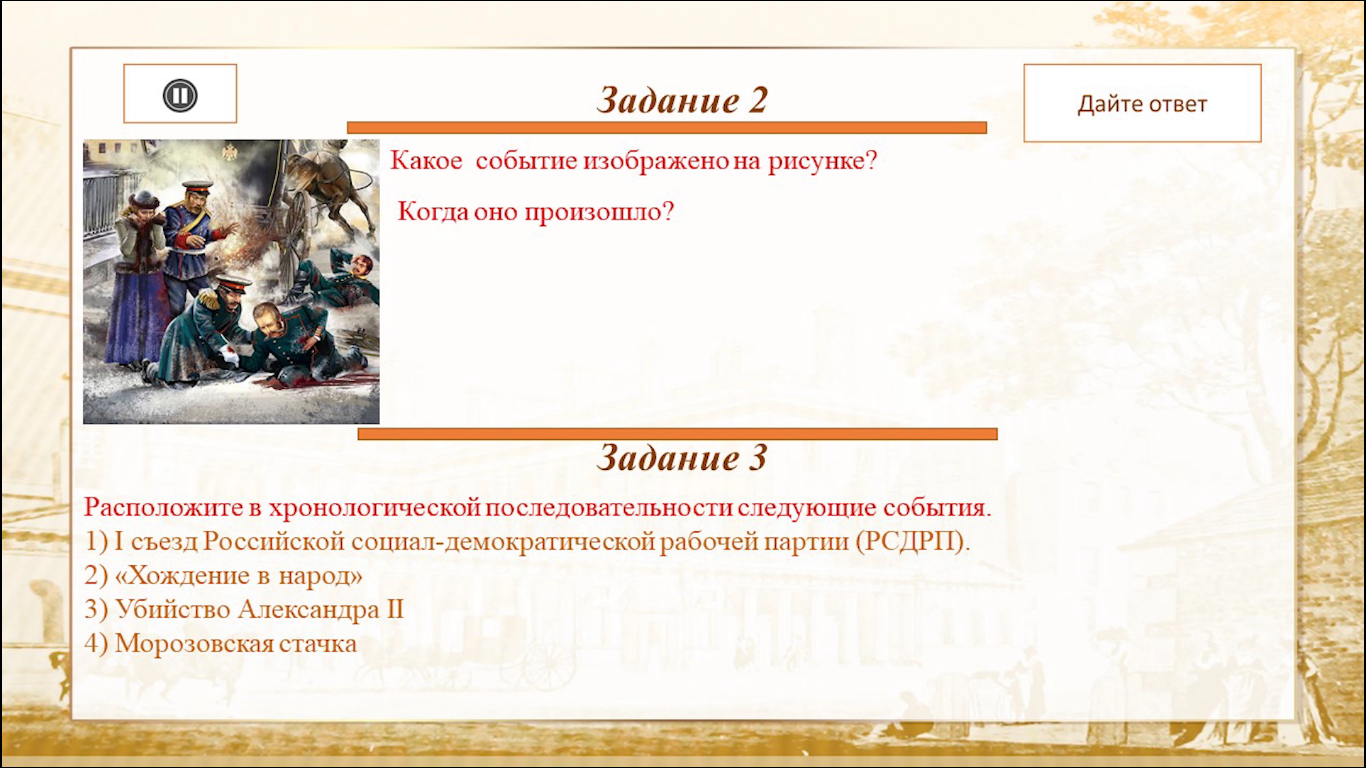 Задание 2
Дайте ответ
Какое событие изображено на рисунке?
Когда оно произошло?
Задание 3
Расположите в хронологической последовательности следующие события.
1) I съезд Российской социал-демократической рабочей партии (РСДРП).
2) «Хождение в народ»
3) Убийство Александра II
4) Морозовская стачка